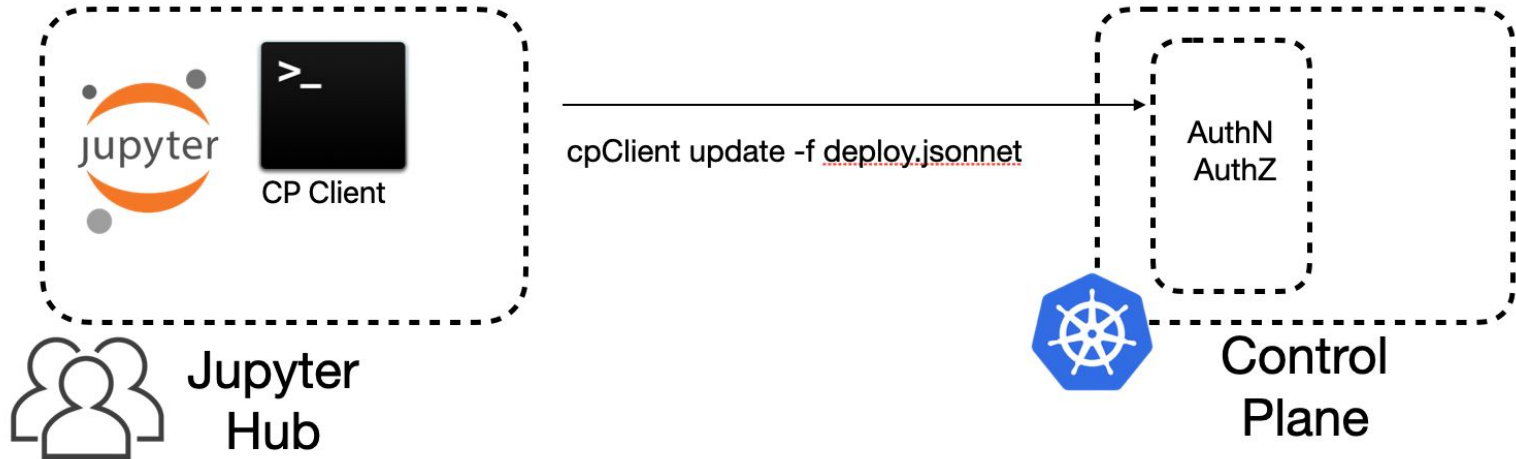 >_
jupyter
CP Client
cpClient update -f deploy.jsonnet
AuthN
AuthZ
Jupyter
Hub
Control
Plane